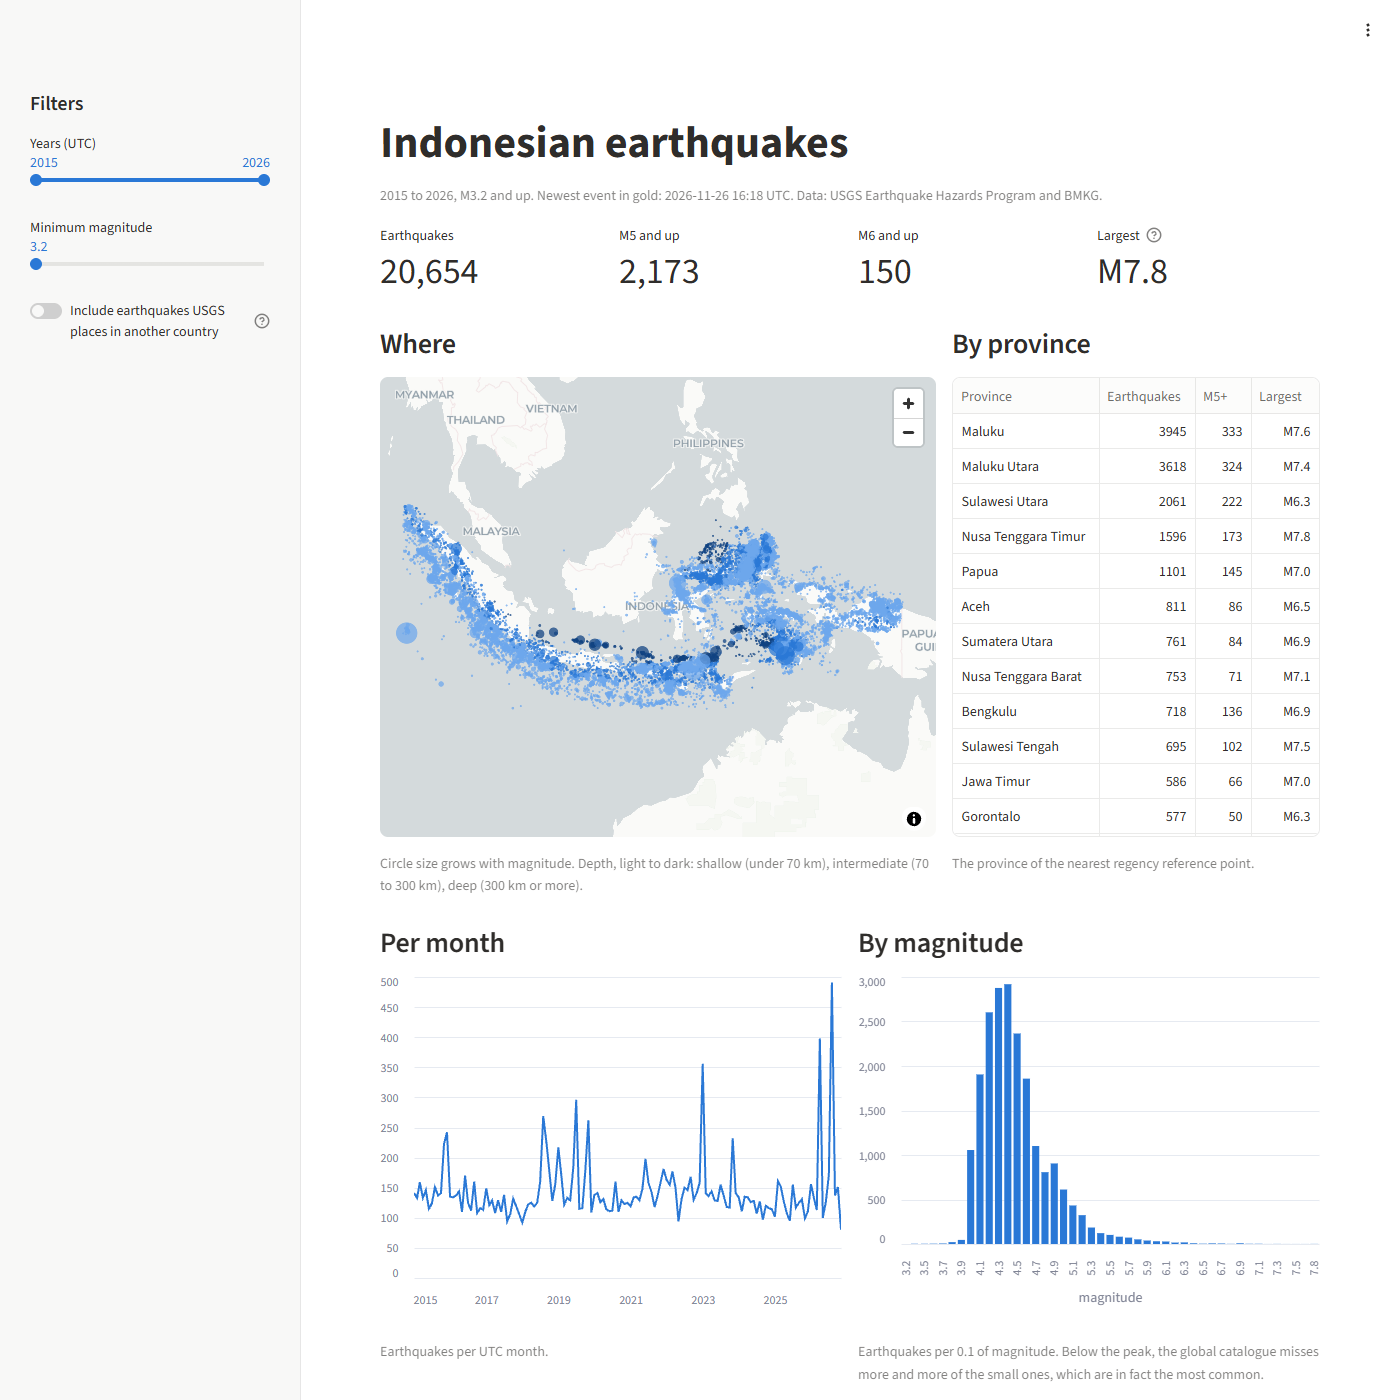 Filters
Years (UTC)
2015 2026
Minimum magnitude
3.2
Include earthquakes USGS
places in another country
Indonesian earthquakes
2015 to 2026, M3.2 and up. Newest event in gold: 2026-11-26 16:18 UTC. Data: USGS Earthquake Hazards Program and BMKG.
Earthquakes M5 and up M6 and up Largest
20,654 2,173 150 M7.8
Where
MYANMAR
THAILAND
VIETNAM
PHILIPPINES
MALAYSIA
INDONESIA
PAPUA
GUI
+
−
Circle size grows with magnitude. Depth, light to dark: shallow (under 70 km), intermediate (70
to 300 km), deep (300 km or more).
By province
Province Earthquakes M5+ Largest
Maluku 3945 333 M7.6
Maluku Utara 3618 324 M7.4
Sulawesi Utara 2061 222 M6.3
Nusa Tenggara Timur 1596 173 M7.8
Papua 1101 145 M7.0
Aceh 811 86 M6.5
Sumatera Utara 761 84 M6.9
Nusa Tenggara Barat 753 71 M7.1
Bengkulu 718 136 M6.9
Sulawesi Tengah 695 102 M7.5
Jawa Timur 586 66 M7.0
Gorontalo 577 50 M6.3
The province of the nearest regency reference point.
Per month
500
450
400
350
300
250
200
150
100
50
0
2015 2017 2019 2021 2023 2025
Earthquakes per UTC month.
By magnitude
3,000
2,500
2,000
1,500
1,000
500
0
3.2 3.5 3.7 3.9 4.1 4.3 4.5 4.7 4.9 5.1 5.3 5.5 5.7 5.9 6.1 6.3 6.5 6.7 6.9 7.1 7.3 7.5 7.8
magnitude
Earthquakes per 0.1 of magnitude. Below the peak, the global catalogue misses
more and more of the small ones, which are in fact the most common.